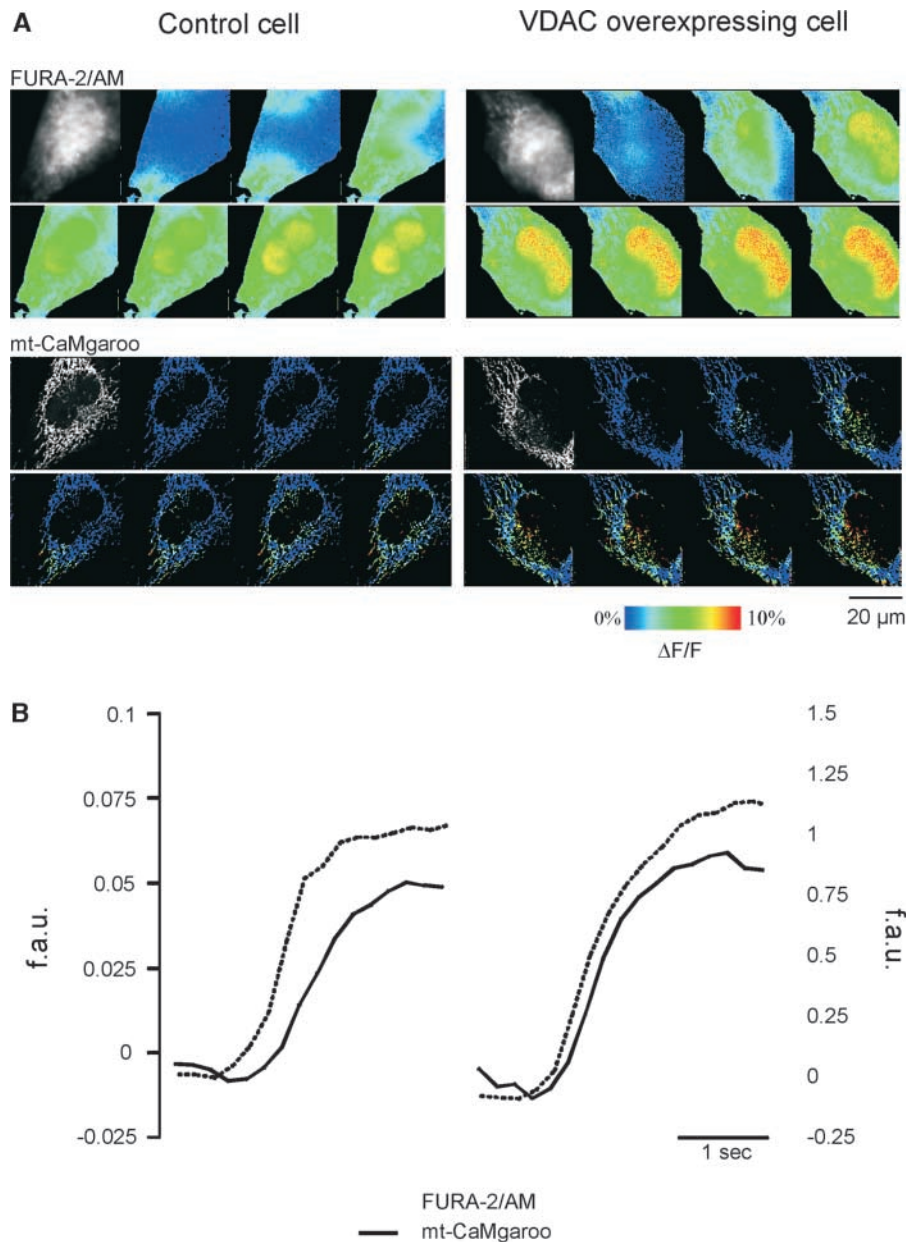 A
Control cell
VDAC overexpressing cell
FURA-2/AM
mt-CaMgaroo
0%
10%
ΔF/F
20 µm
B
0.1
0.075
0.05
0.025
0
-0.025
f.a.u.
1.5
1.25
1
0.75
0.5
0.25
0
-0.25
f.a.u.
1 sec
FURA-2/AM
mt-CaMgaroo